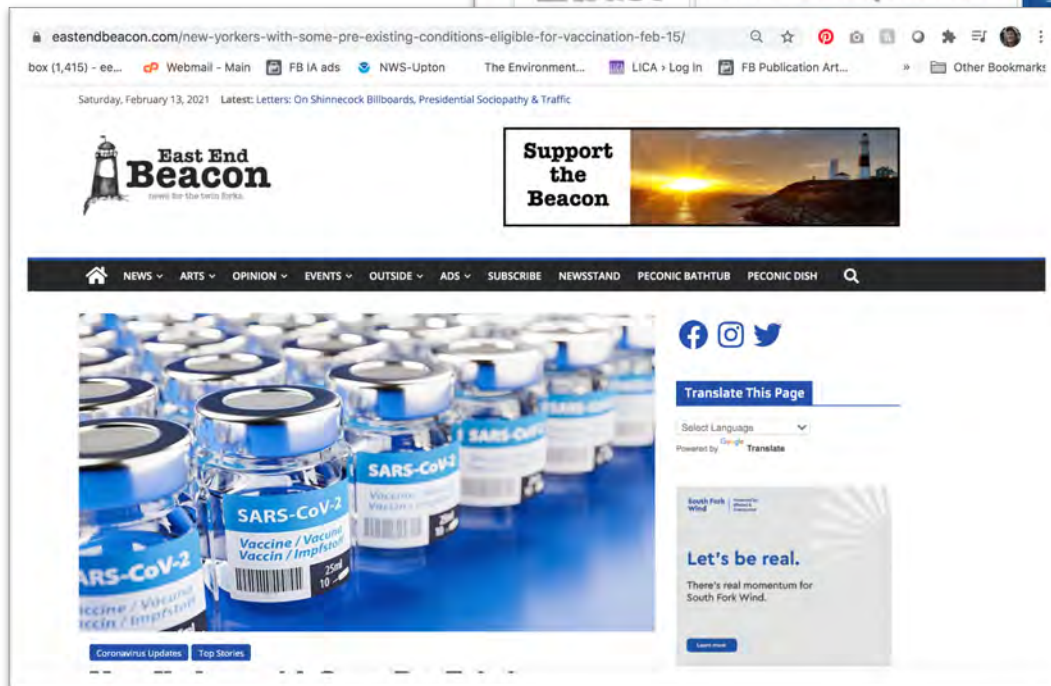 eastendbeacon.com/new-yorkers-with-some-pre-existing-conditions-eligible-for-vaccination-feb-15/
box (1,415) - ee... Webmail - Main FB IA ads NWS-Upton The Environment... LICA › Log In FB Publication Art... » Other Bookmarks
Saturday, February 13, 2021 Latest: Letters: On Shinnecock Billboards, Presidential Sociopathy & Traffic
East End
Beacon
news for the twin forks.
Support
the
Beacon
NEWS ARTS OPINION EVENTS OUTSIDE ADS SUBSCRIBE NEWSSTAND PECONIC BATHTUB PECONIC DISH
SARS-CoV-2
Vaccine / Vacuna
Vaccin / Impfstoff
25ml
10
SARS-CoV-2
SARS-CoV-2
ARS-CoV-2
Translate This Page
Select Language
Powered by Google Translate
South Fork
Wind
Let's be real.
There's real momentum for
South Fork Wind.
Learn more
Coronavirus Updates Top Stories